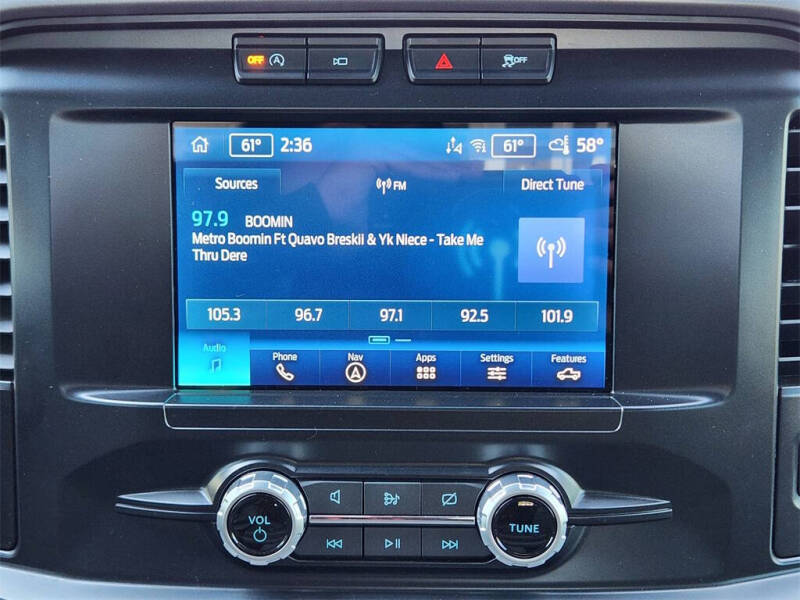 OFF A OFF
61° 2:36 61° 58°
Sources FM Direct Tune
97.9 BOOMIN
Metro Boomin Ft Quavo Breskii & Yk Niece - Take Me
Thru Dere
105.3 96.7 97.1 92.5 101.9
Audio Phone Nav Apps Settings Features
VOL TUNE